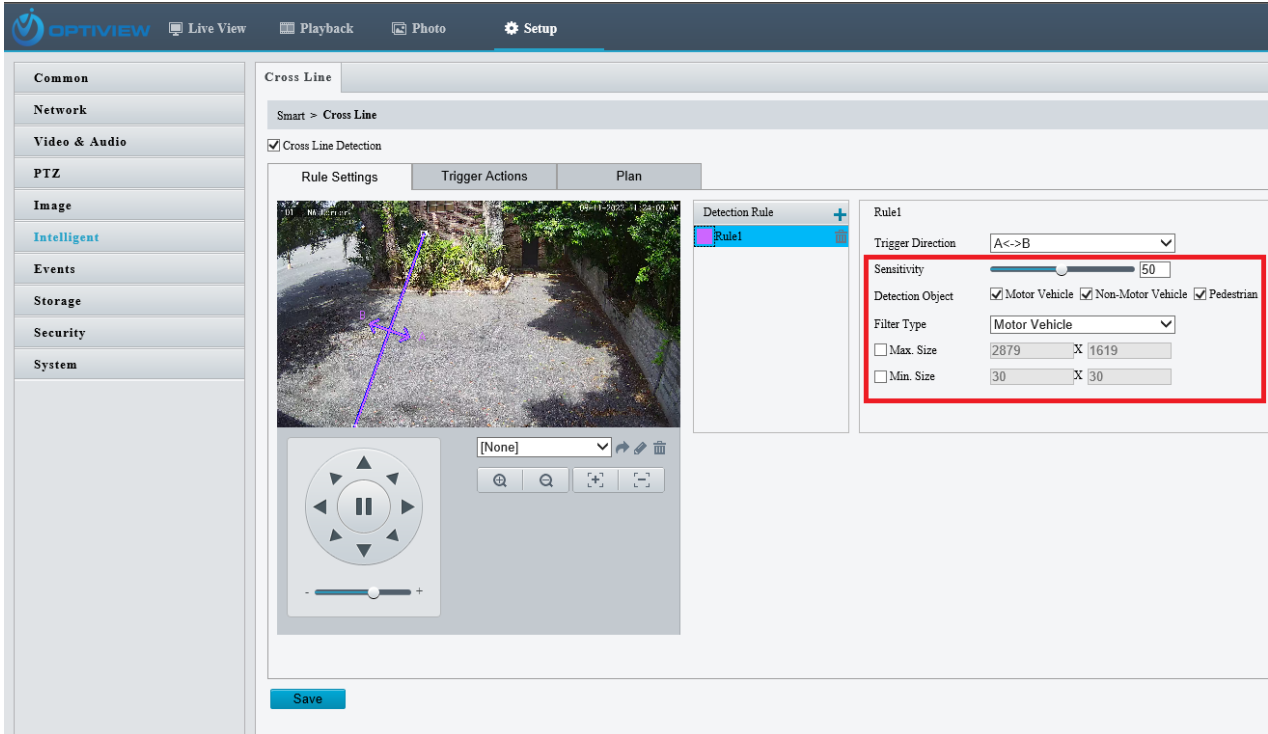 OPTIVIEW Live View Playback Photo Setup
Common
Network
Video & Audio
PTZ
Image
Intelligent
Events
Storage
Security
System
Cross Line
Smart > Cross Line
Cross Line Detection
Rule Settings Trigger Actions Plan
B
A
[None]
- +
Detection Rule
Rule1
Rule1
Trigger Direction A<->B
Sensitivity 50
Detection Object Motor Vehicle Non-Motor Vehicle Pedestrian
Filter Type Motor Vehicle
Max. Size 2879 X 1619
Min. Size 30 X 30
Save